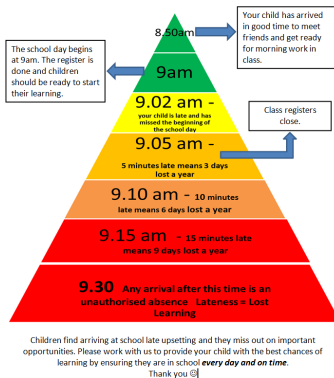 Your child has arrived
in good time to meet
friends and get ready
for morning work in
class.
8.50am
The school day begins
at 9am. The register is
done and children
should be ready to start
their learning.
9am
9.02 am -
your child is late and has
missed the beginning of
the school day
Class registers
close.
9.05 am -
5 minutes late means 3 days
lost a year
9.10 am - 10 minutes
late means 6 days lost a year
9.15 am - 15 minutes late
means 9 days lost a year
9.30 Any arrival after this time is an
unauthorised absence Lateness = Lost
Learning
Children find arriving at school late upsetting and they miss out on important
opportunities. Please work with us to provide your child with the best chances of
learning by ensuring they are in school every day and on time.
Thank you ☺